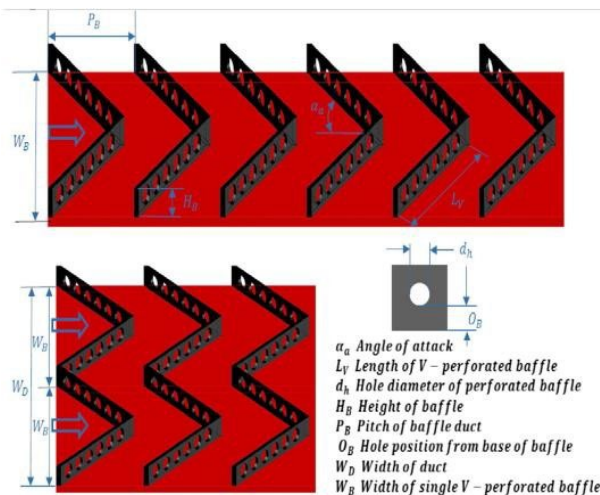 P_B
W_B
α_a
H_B
L_V
d_h
O_B
W_B
W_D
W_B
α_a Angle of attack
L_V Length of V − perforated baffle
d_h Hole diameter of perforated baffle
H_B Height of baffle
P_B Pitch of baffle duct
O_B Hole position from base of baffle
W_D Width of duct
W_B Width of single V − perforated baffle